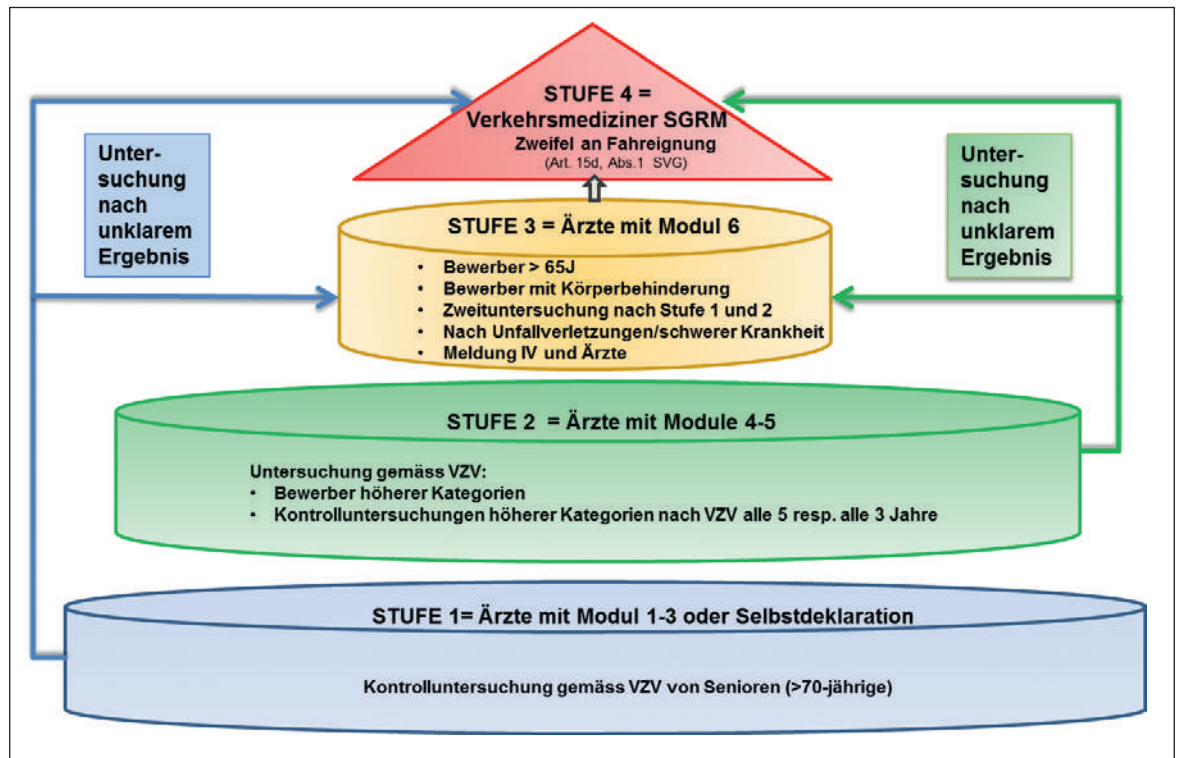 STUFE 4 =
Verkehrsmediziner SGRM
Zweifel an Fahreignung
(Art. 15d, Abs.1 SVG)
Unter-
suchung
nach
unklarem
Ergebnis
Unter-
suchung
nach
unklarem
Ergebnis
STUFE 3 = Ärzte mit Modul 6
• Bewerber > 65J
• Bewerber mit Körperbehinderung
• Zweituntersuchung nach Stufe 1 und 2
• Nach Unfallverletzungen/schwerer Krankheit
• Meldung IV und Ärzte
STUFE 2 = Ärzte mit Module 4-5
Untersuchung gemäss VZV:
• Bewerber höherer Kategorien
• Kontrolluntersuchungen höherer Kategorien nach VZV alle 5 resp. alle 3 Jahre
STUFE 1= Ärzte mit Modul 1-3 oder Selbstdeklaration
Kontrolluntersuchung gemäss VZV von Senioren (>70-jährige)